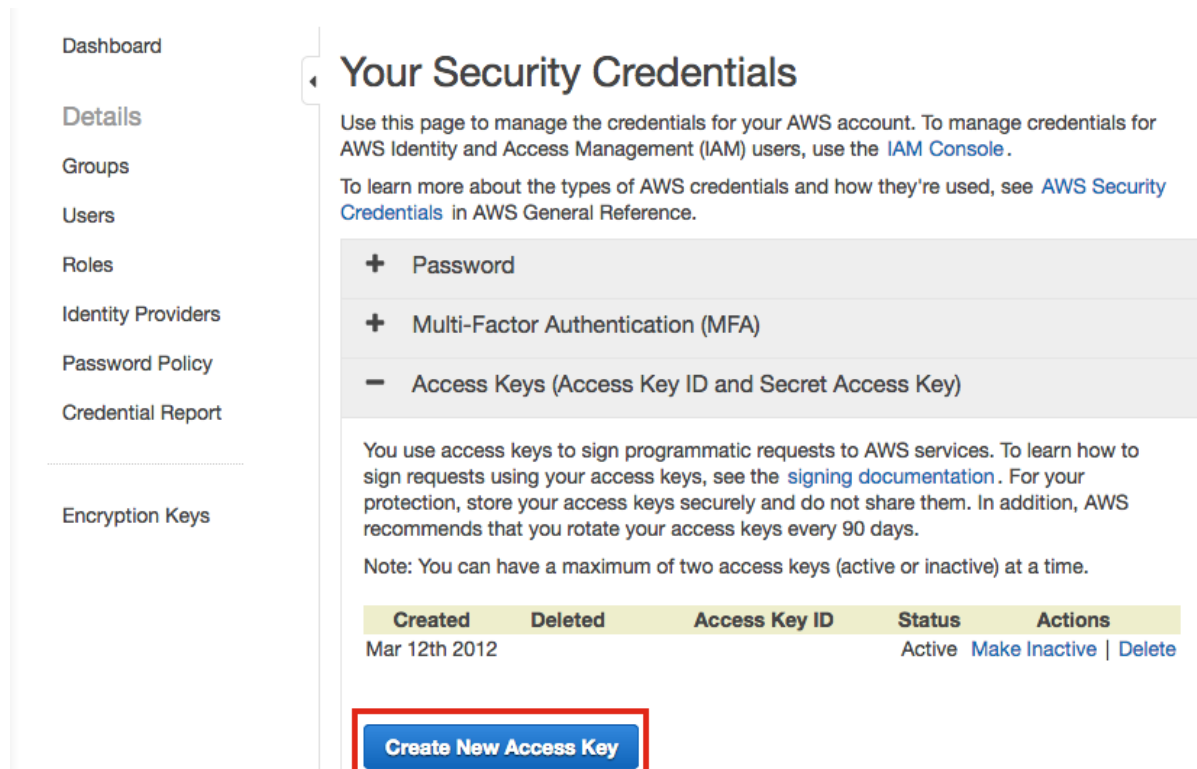 Dashboard
Details
Groups
Users
Roles
Identity Providers
Password Policy
Credential Report
Encryption Keys
Your Security Credentials
Use this page to manage the credentials for your AWS account. To manage credentials for
AWS Identity and Access Management (IAM) users, use the IAM Console.
To learn more about the types of AWS credentials and how they're used, see AWS Security
Credentials in AWS General Reference.
+ Password
+ Multi-Factor Authentication (MFA)
− Access Keys (Access Key ID and Secret Access Key)
You use access keys to sign programmatic requests to AWS services. To learn how to
sign requests using your access keys, see the signing documentation. For your
protection, store your access keys securely and do not share them. In addition, AWS
recommends that you rotate your access keys every 90 days.
Note: You can have a maximum of two access keys (active or inactive) at a time.
Created Deleted Access Key ID Status Actions
Mar 12th 2012 Active Make Inactive | Delete
Create New Access Key